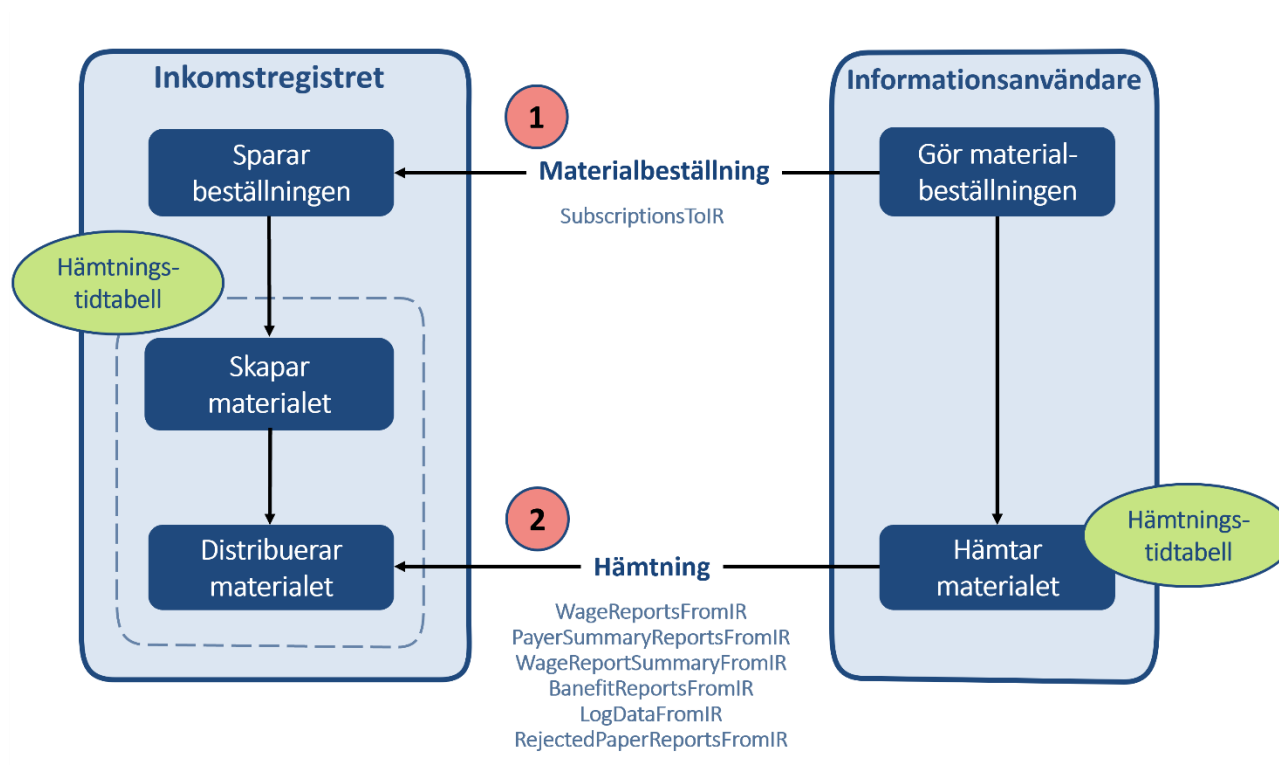 Inkomstregistret
Informationsanvändare
1
Sparar
beställningen
Materialbeställning
SubscriptionsToIR
Gör material-
beställningen
Hämtnings-
tidtabell
Skapar
materialet
2
Distribuerar
materialet
Hämtning
WageReportsFromIR
PayerSummaryReportsFromIR
WageReportSummaryFromIR
BanefitReportsFromIR
LogDataFromIR
RejectedPaperReportsFromIR
Hämtar
materialet
Hämtnings-
tidtabell